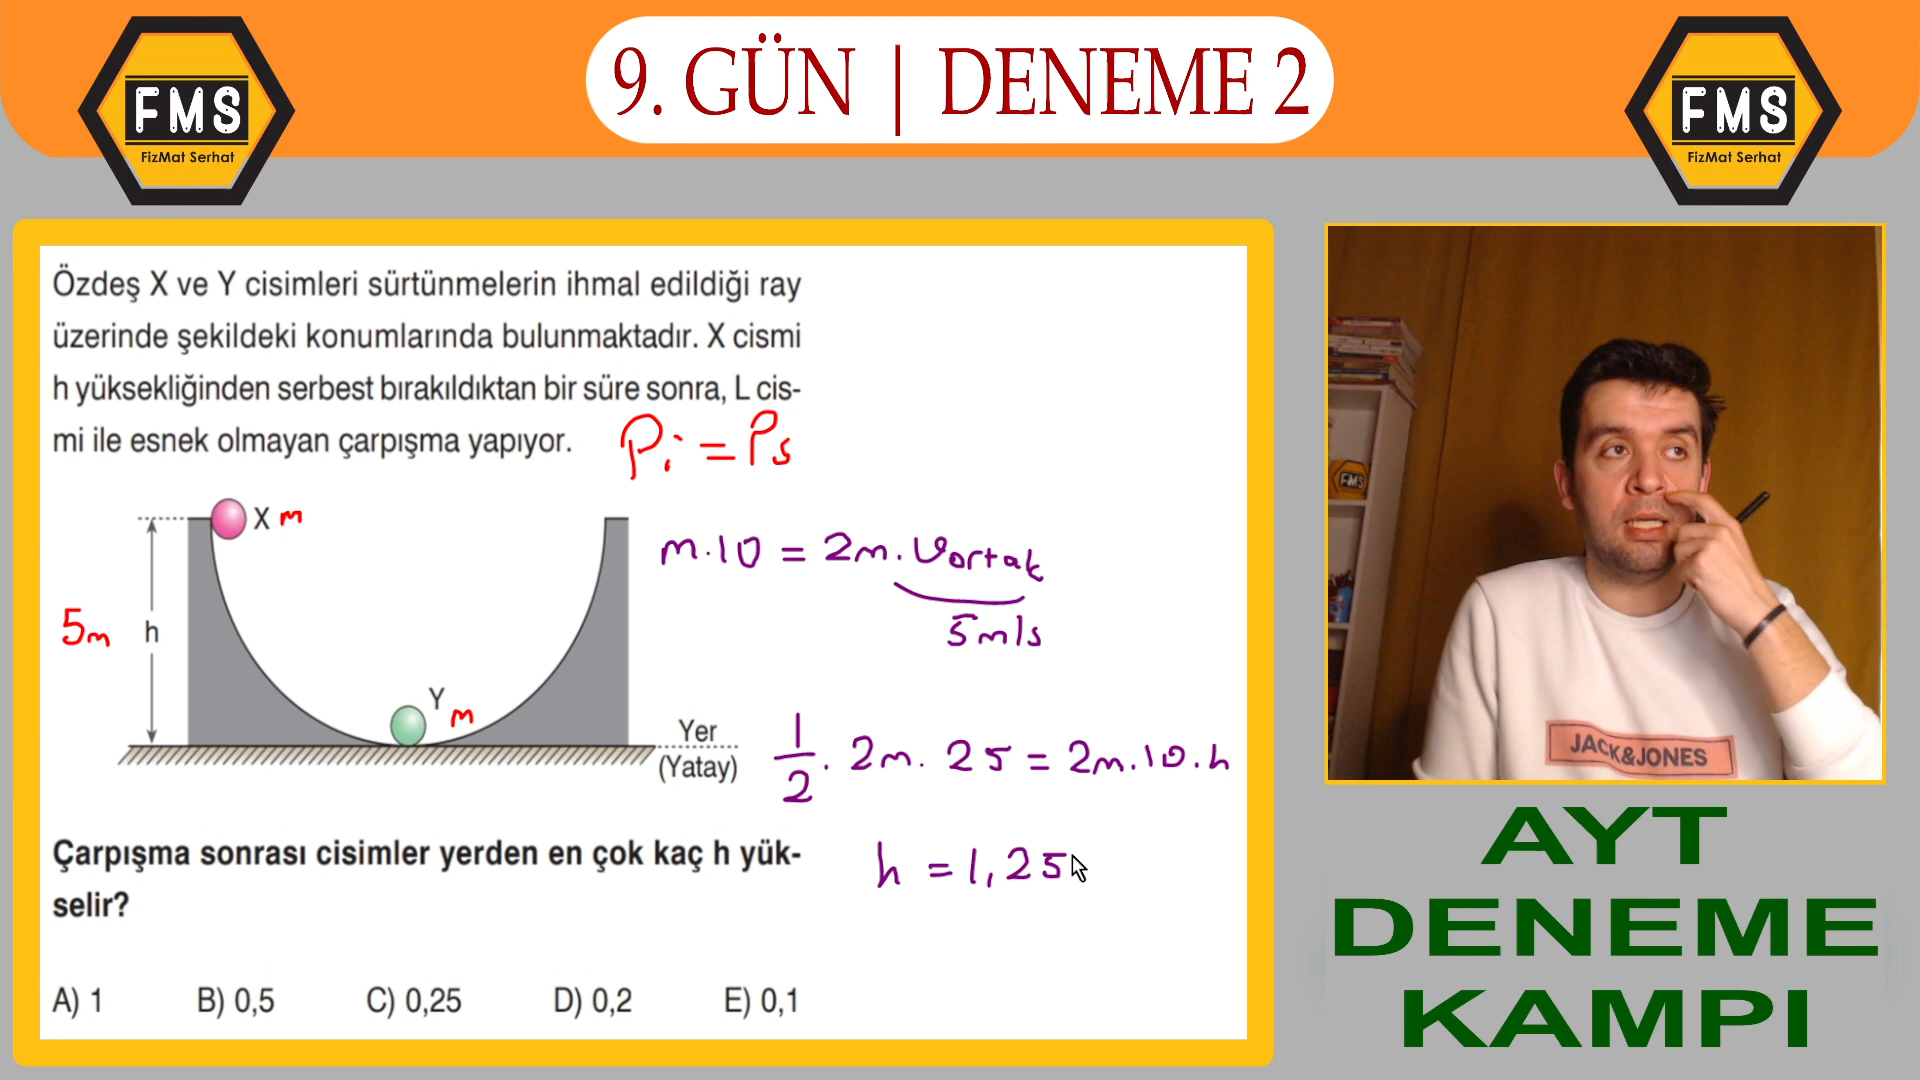 FMS
FizMat Serhat
9. GÜN | DENEME 2
FMS
FizMat Serhat
Özdeş X ve Y cisimleri sürtünmelerin ihmal edildiği ray
üzerinde şekildeki konumlarında bulunmaktadır. X cismi
h yüksekliğinden serbest bırakıldıktan bir süre sonra, L cis-
mi ile esnek olmayan çarpışma yapıyor.
Pi = Ps
X m
m.10 = 2m.Vortak
5m/s
5m
h
Y
m
Yer
(Yatay)
1/2 . 2m. 25 = 2m.10.h
h = 1,25
Çarpışma sonrası cisimler yerden en çok kaç h yük-
selir?
A) 1 B) 0,5 C) 0,25 D) 0,2 E) 0,1
FMS
JACK&JONES
AYT
DENEME
KAMPI